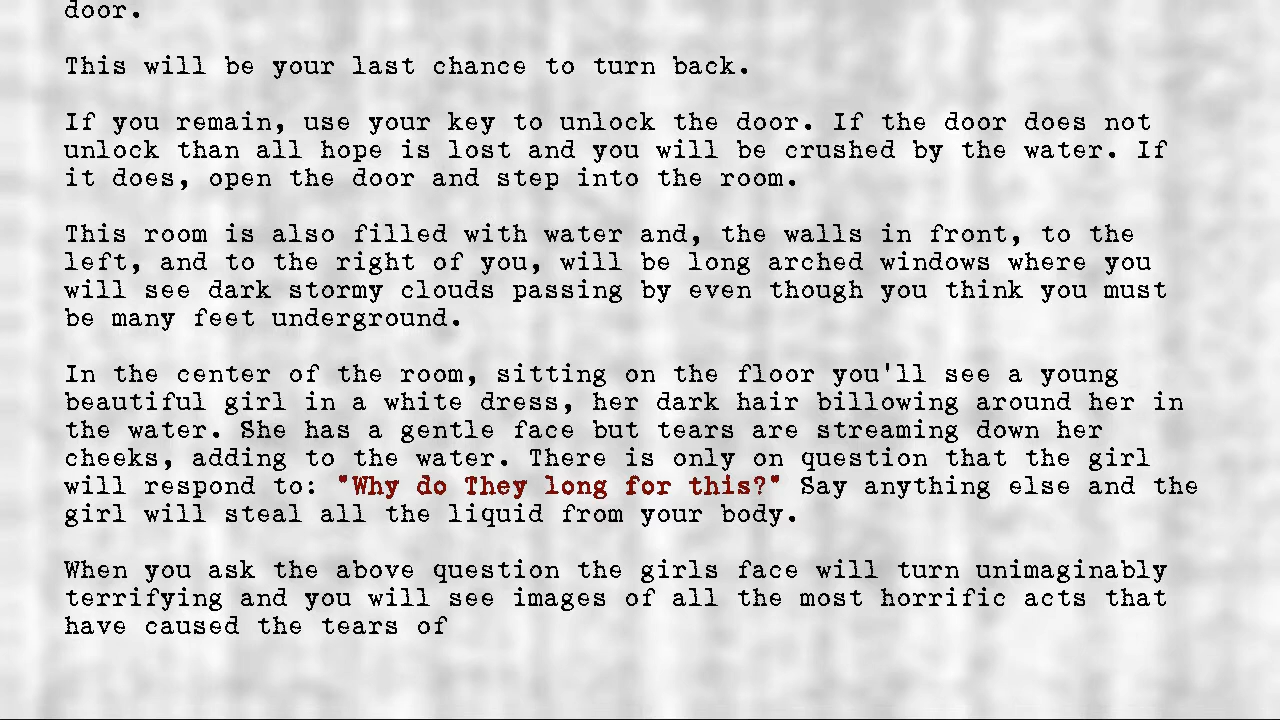 door.
This will be your last chance to turn back.
If you remain, use your key to unlock the door. If the door does not
unlock than all hope is lost and you will be crushed by the water. If
it does, open the door and step into the room.
This room is also filled with water and, the walls in front, to the
left, and to the right of you, will be long arched windows where you
will see dark stormy clouds passing by even though you think you must
be many feet underground.
In the center of the room, sitting on the floor you'll see a young
beautiful girl in a white dress, her dark hair billowing around her in
the water. She has a gentle face but tears are streaming down her
cheeks, adding to the water. There is only on question that the girl
will respond to: "Why do They long for this?" Say anything else and the
girl will steal all the liquid from your body.
When you ask the above question the girls face will turn unimaginably
terrifying and you will see images of all the most horrific acts that
have caused the tears of